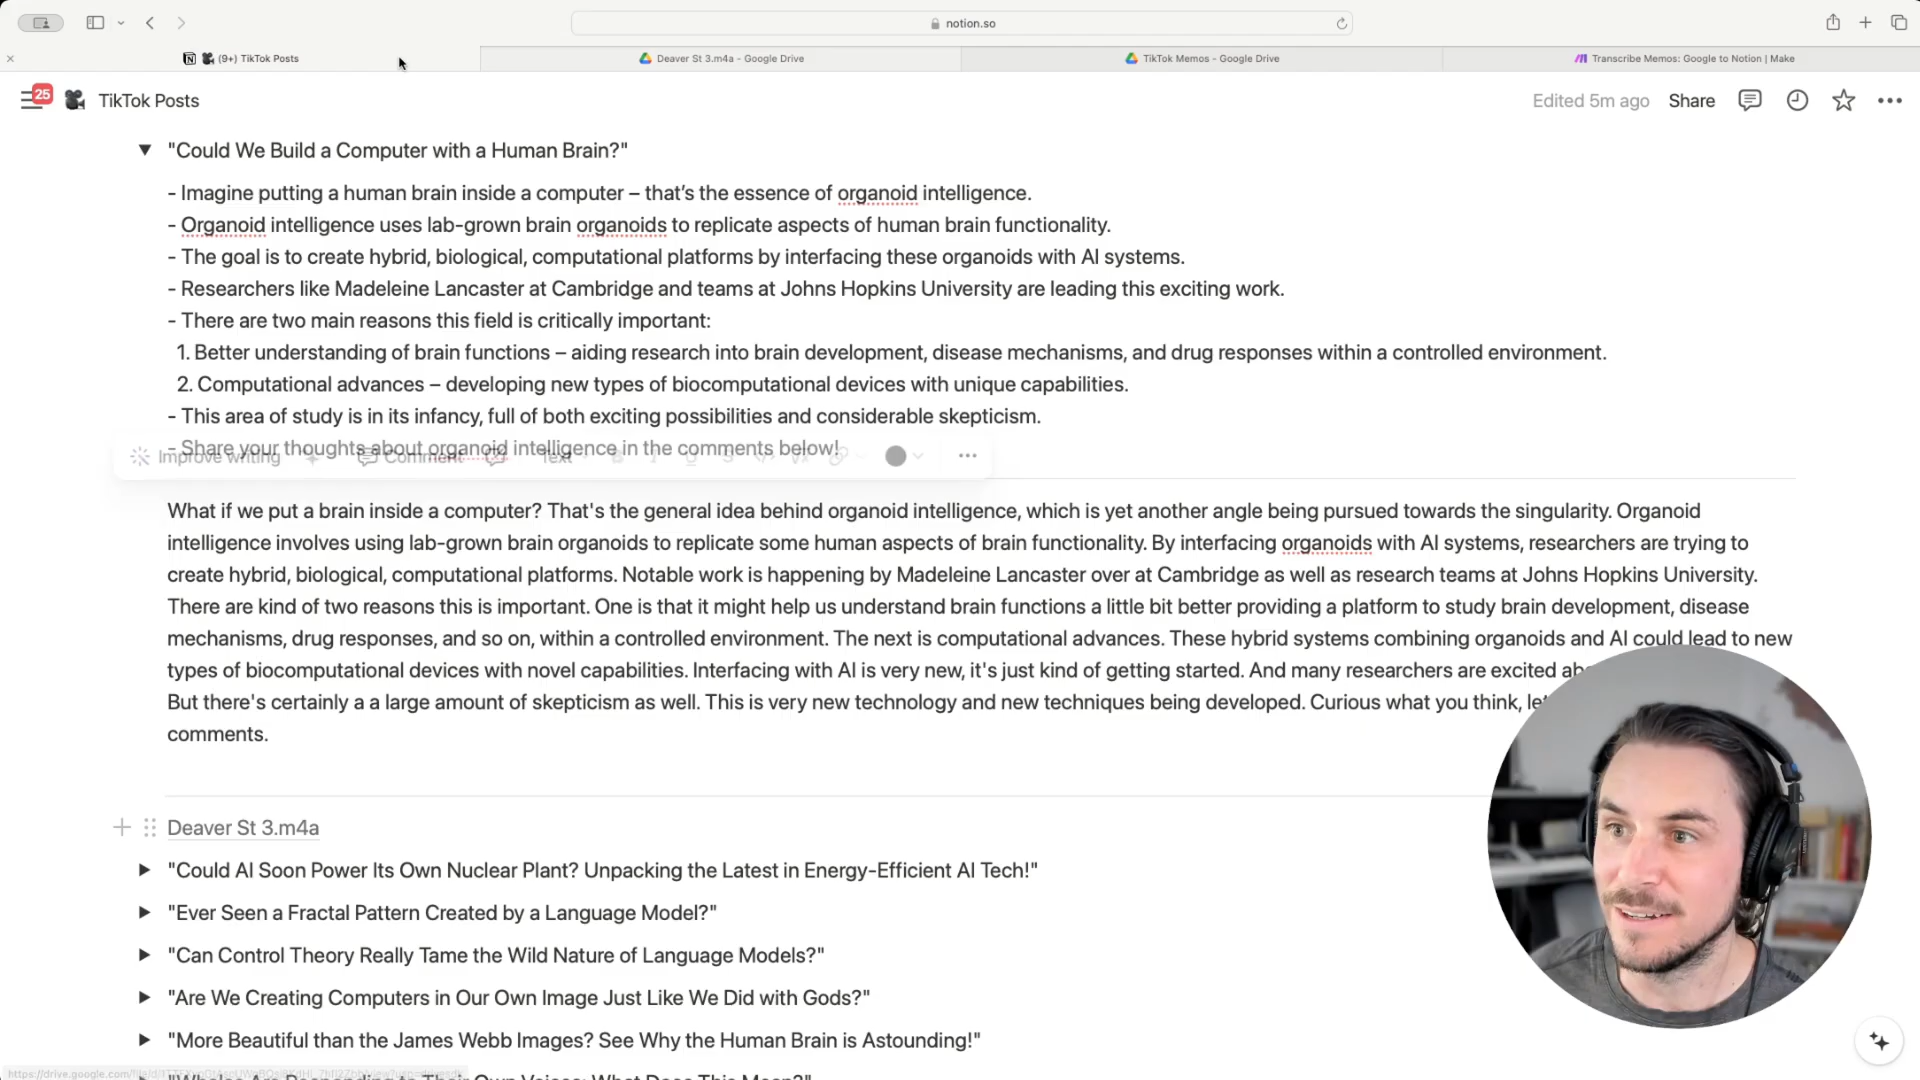 notion.so
(9+) TikTok Posts
Deaver St 3.m4a - Google Drive
TikTok Memos - Google Drive
Transcribe Memos: Google to Notion | Make
25
TikTok Posts
Edited 5m ago
Share
"Could We Build a Computer with a Human Brain?"
- Imagine putting a human brain inside a computer – that's the essence of organoid intelligence.
- Organoid intelligence uses lab-grown brain organoids to replicate aspects of human brain functionality.
- The goal is to create hybrid, biological, computational platforms by interfacing these organoids with AI systems.
- Researchers like Madeleine Lancaster at Cambridge and teams at Johns Hopkins University are leading this exciting work.
- There are two main reasons this field is critically important:
1. Better understanding of brain functions – aiding research into brain development, disease mechanisms, and drug responses within a controlled environment.
2. Computational advances – developing new types of biocomputational devices with unique capabilities.
- This area of study is in its infancy, full of both exciting possibilities and considerable skepticism.
- Share your thoughts about organoid intelligence in the comments below!
Improve writing Comment Text B I U S
What if we put a brain inside a computer? That's the general idea behind organoid intelligence, which is yet another angle being pursued towards the singularity. Organoid
intelligence involves using lab-grown brain organoids to replicate some human aspects of brain functionality. By interfacing organoids with AI systems, researchers are trying to
create hybrid, biological, computational platforms. Notable work is happening by Madeleine Lancaster over at Cambridge as well as research teams at Johns Hopkins University.
There are kind of two reasons this is important. One is that it might help us understand brain functions a little bit better providing a platform to study brain development, disease
mechanisms, drug responses, and so on, within a controlled environment. The next is computational advances. These hybrid systems combining organoids and AI could lead to new
types of biocomputational devices with novel capabilities. Interfacing with AI is very new, it's just kind of getting started. And many researchers are excited
But there's certainly a a large amount of skepticism as well. This is very new technology and new techniques being developed. Curious what you think,
comments.
Deaver St 3.m4a
"Could AI Soon Power Its Own Nuclear Plant? Unpacking the Latest in Energy-Efficient AI Tech!"
"Ever Seen a Fractal Pattern Created by a Language Model?"
"Can Control Theory Really Tame the Wild Nature of Language Models?"
"Are We Creating Computers in Our Own Image Just Like We Did with Gods?"
"More Beautiful than the James Webb Images? See Why the Human Brain is Astounding!"
"Whales Are Responding to Their Own Voices: What Does This Mean?"